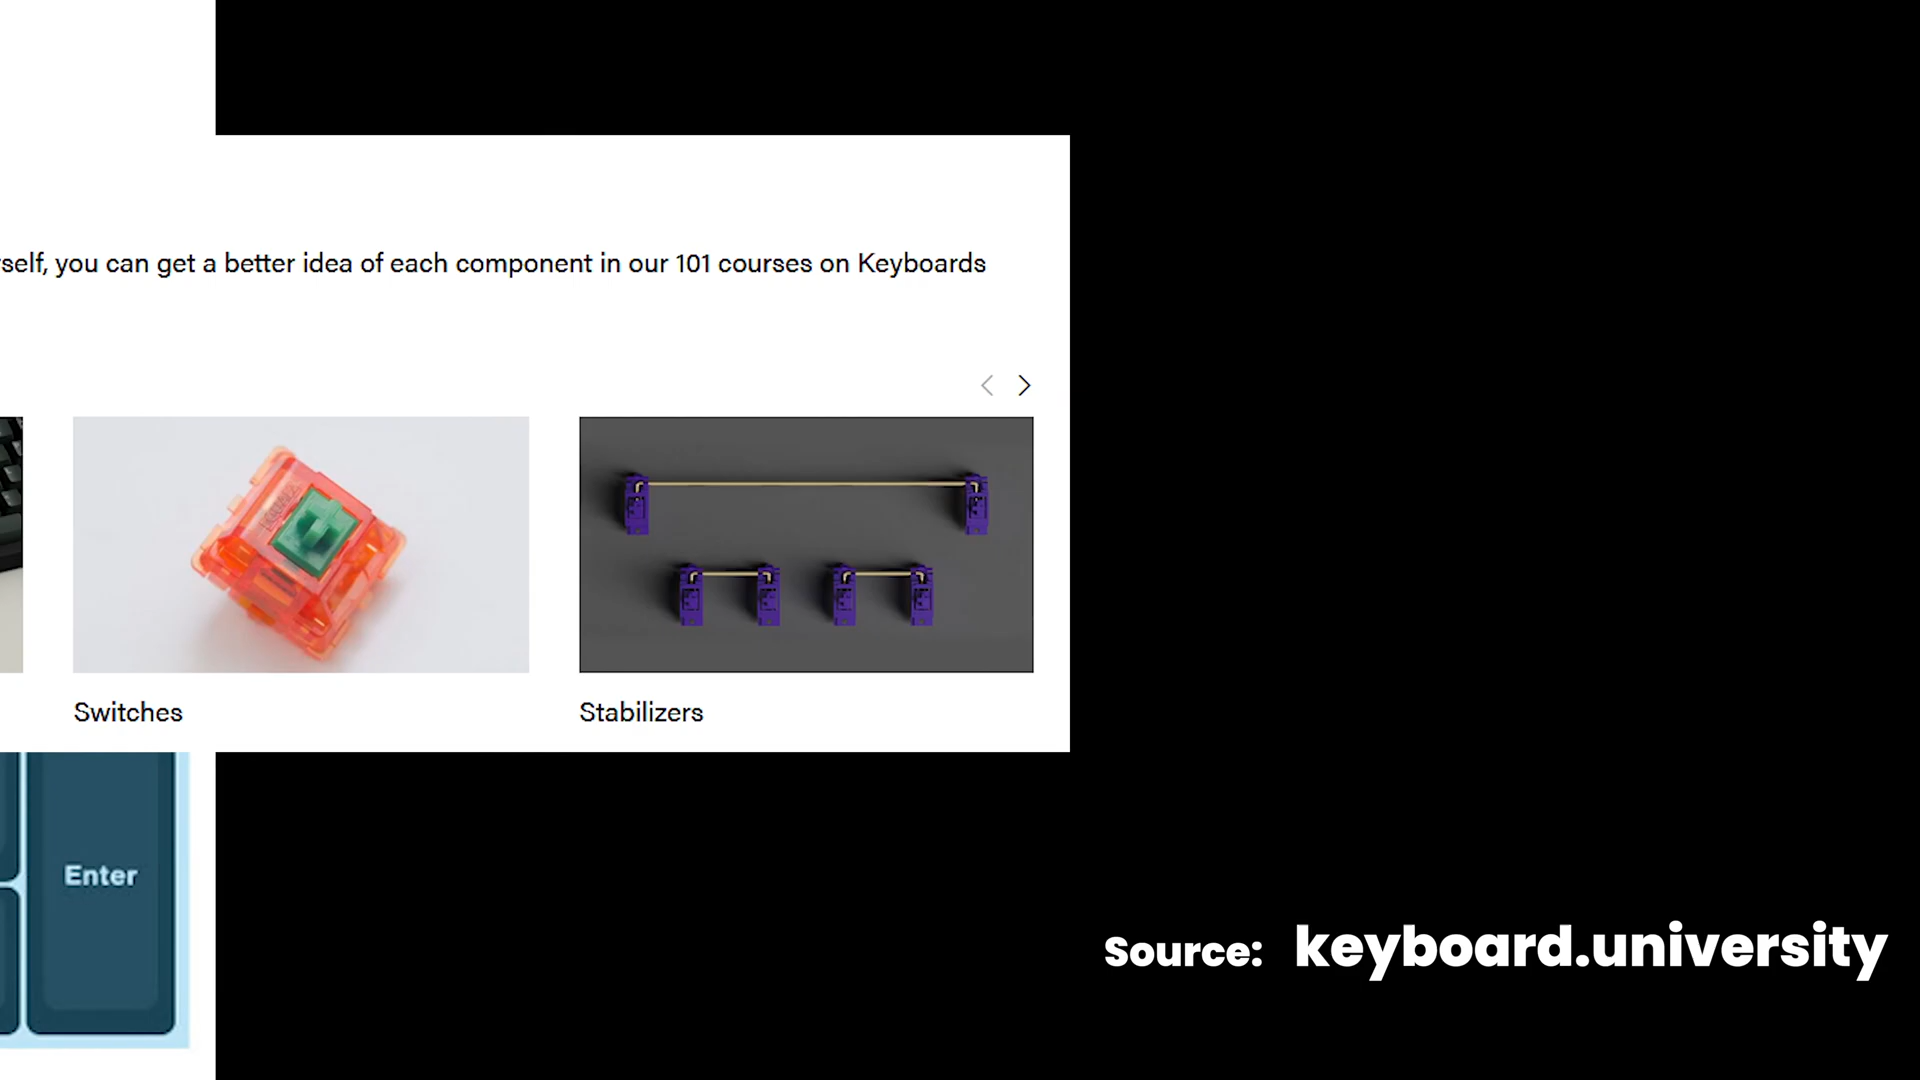 self, you can get a better idea of each component in our 101 courses on Keyboards
Switches
Stabilizers
Enter
Source: keyboard.university